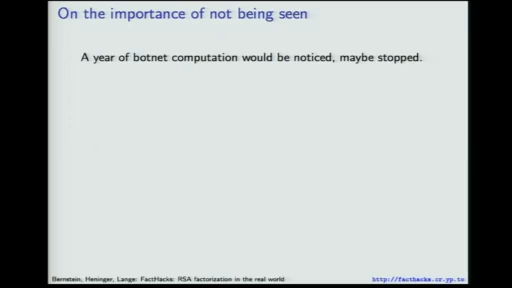 On the importance of not being seen
A year of botnet computation would be noticed, maybe stopped.
Bernstein, Heninger, Lange: FactHacks: RSA factorization in the real world
http://facthacks.cr.yp.to